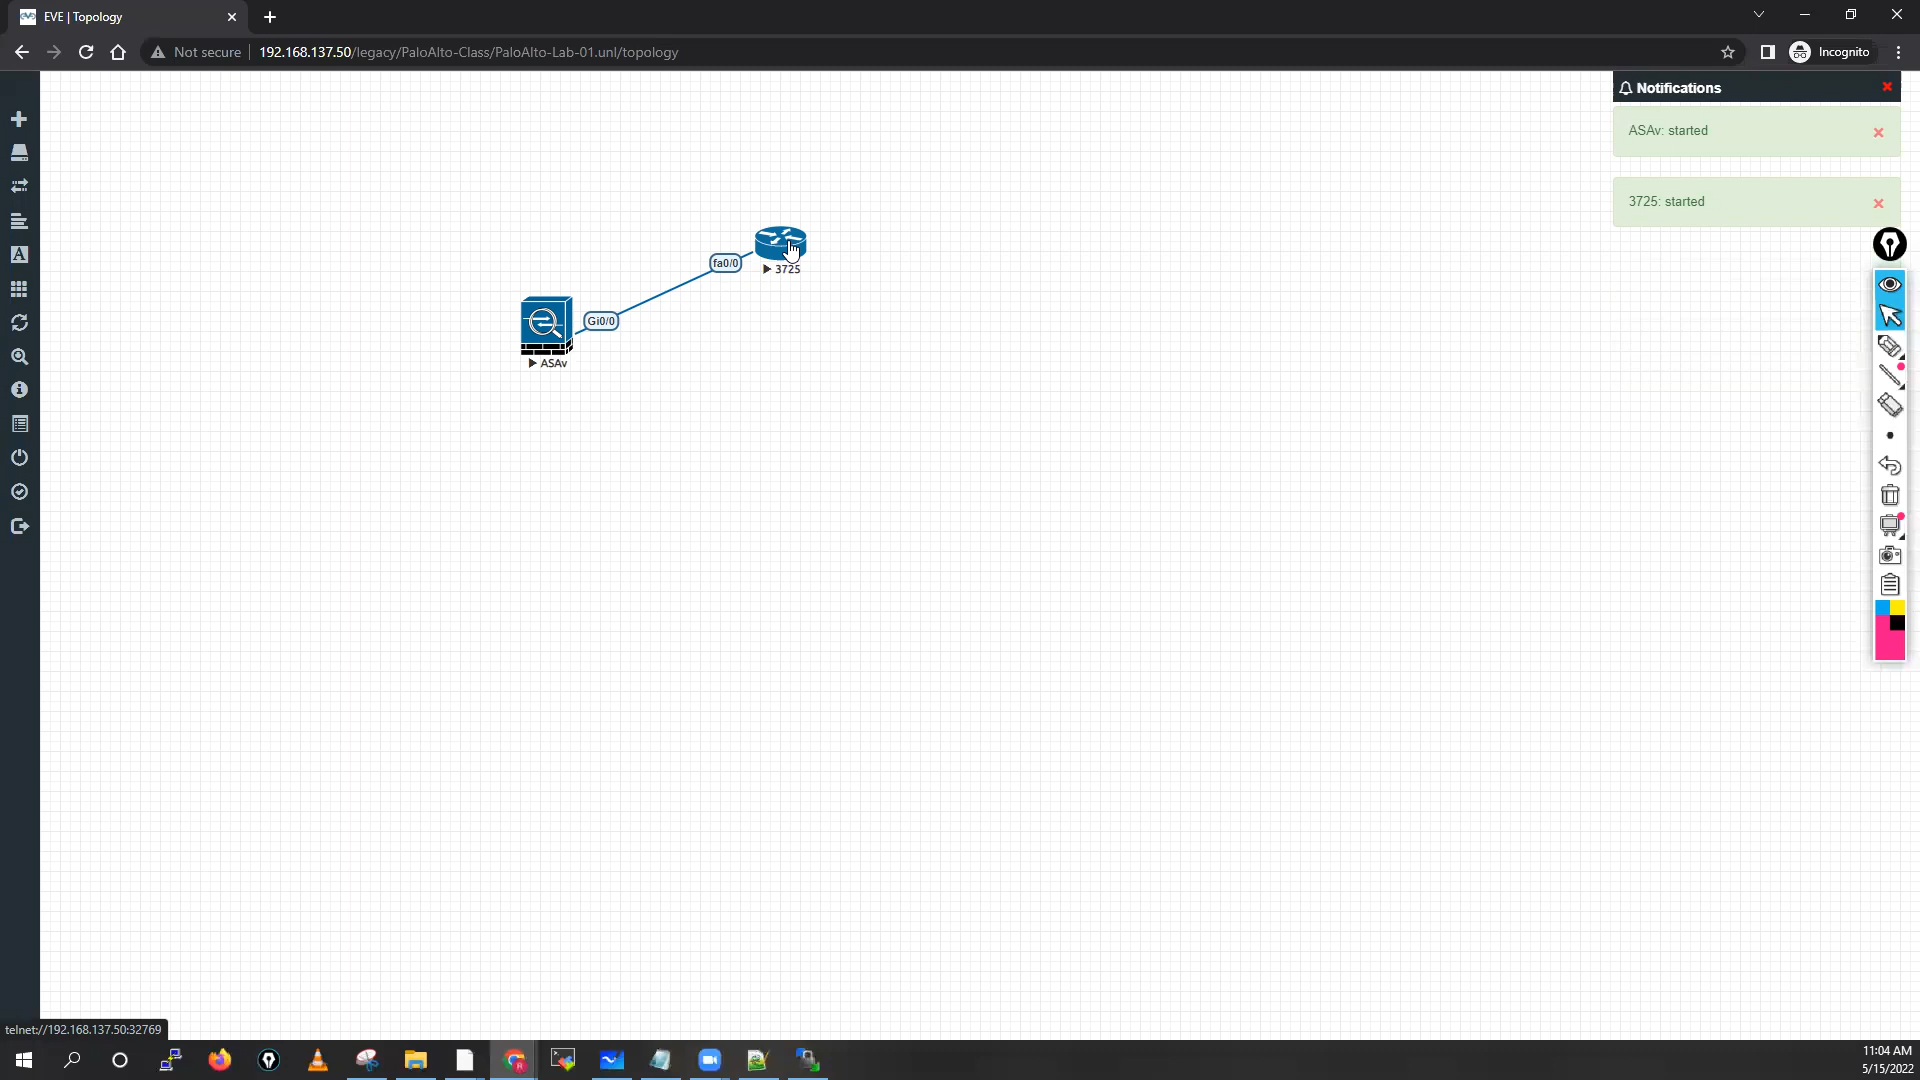 EVE | Topology
Not secure
192.168.137.50/legacy/PaloAlto-Class/PaloAlto-Lab-01.unl/topology
Incognito
Notifications
ASAv: started
3725: started
fa0/0
3725
Gi0/0
ASAv
telnet://192.168.137.50:32769
11:04 AM
5/15/2022